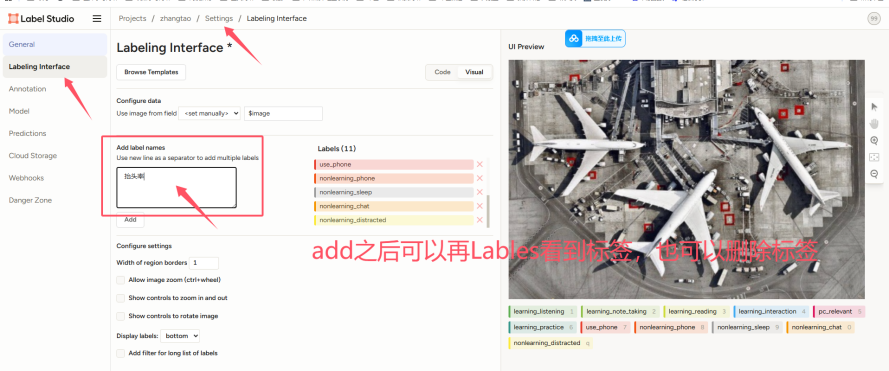 Label Studio
Projects / zhangtao / Settings / Labeling Interface
99
General
Labeling Interface
Annotation
Model
Predictions
Cloud Storage
Webhooks
Danger Zone
Labeling Interface *
Browse Templates
Code Visual
Configure data
Use image from field <set manually> $image
Add label names
Use new line as a separator to add multiple labels
抬头率
Add
Labels (11)
use_phone
nonlearning_phone
nonlearning_sleep
nonlearning_chat
nonlearning_distracted
add之后可以再Lables看到标签，也可以删除标签
Configure settings
Width of region borders 1
Allow image zoom (ctrl+wheel)
Show controls to zoom in and out
Show controls to rotate image
Display labels: bottom
Add filter for long list of labels
UI Preview
拖拽至此上传
learning_listening 1 learning_note_taking 2 learning_reading 3 learning_interaction 4 pc_relevant 5
learning_practice 6 use_phone 7 nonlearning_phone 8 nonlearning_sleep 9 nonlearning_chat 0
nonlearning_distracted q